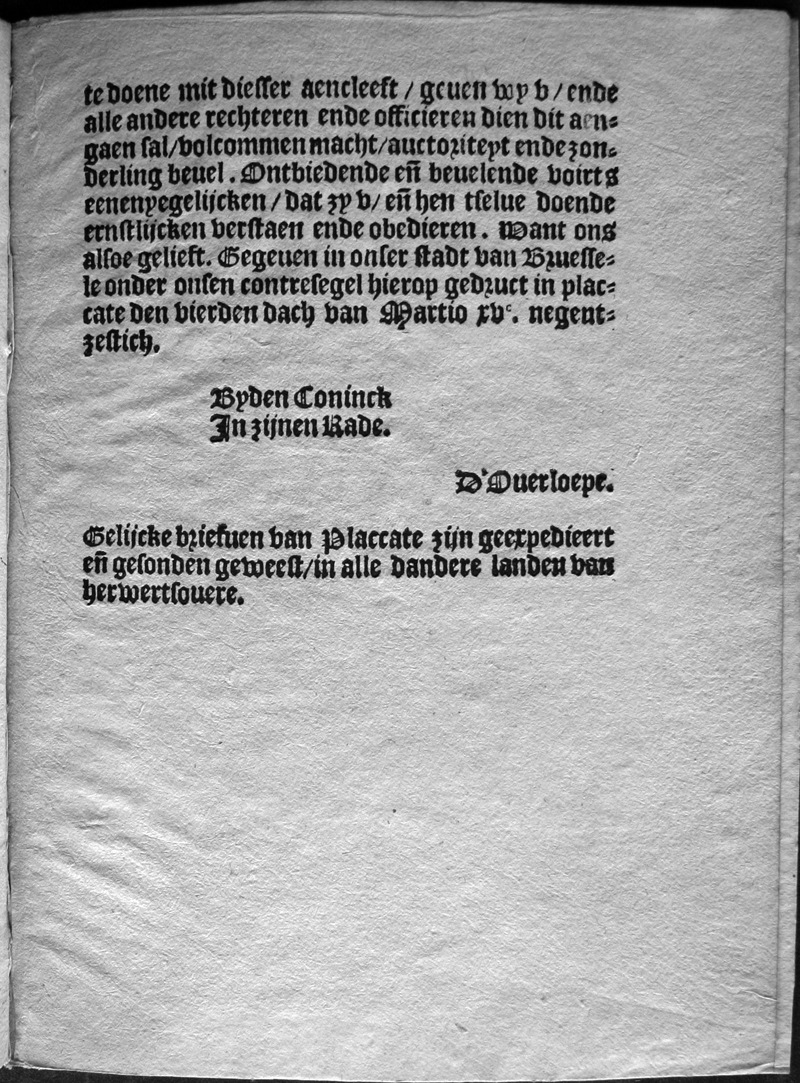 te doene mit diesser aencleeft / geuen wy v / ende
alle andere rechteren ende officieren dien dit aen⸗
gaen sal/volcommen macht/auctoriteyt ende zon⸗
derling beuel . Ontbiedende eñ beuelende voirts
eenenyegelijcken / dat zy v/ eñ hen tselue doende
ernstlijcken verstaen ende obedieren . Want ons
alsoe gelieft. Gegeuen in onser stadt van Bruesse⸗
le onder onsen contresegel hierop gedruct in plac⸗
cate den vierden dach van Martio xvᶜ. negent⸗
zestich.
Byden Coninck
In zijnen Rade.
D'Ouerloepe.
Gelijcke briefuen van Placcate zijn geexpedieert
eñ gesonden geweest/in alle dandere landen van
herwertsouere.